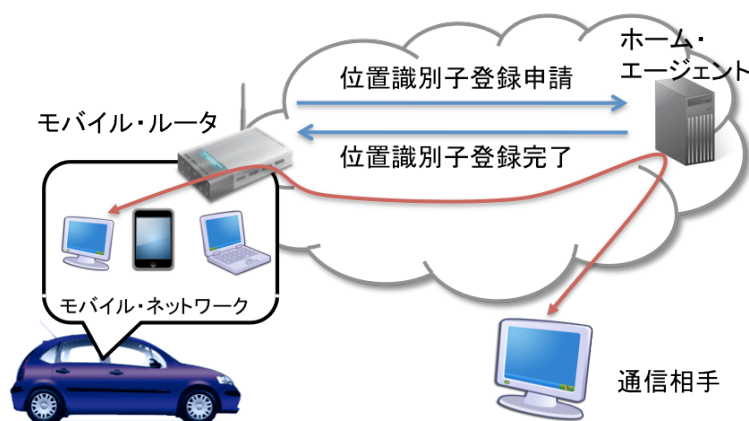 ホーム・
エージェント
位置識別子登録申請
モバイル・ルータ
位置識別子登録完了
モバイル・ネットワーク
通信相手